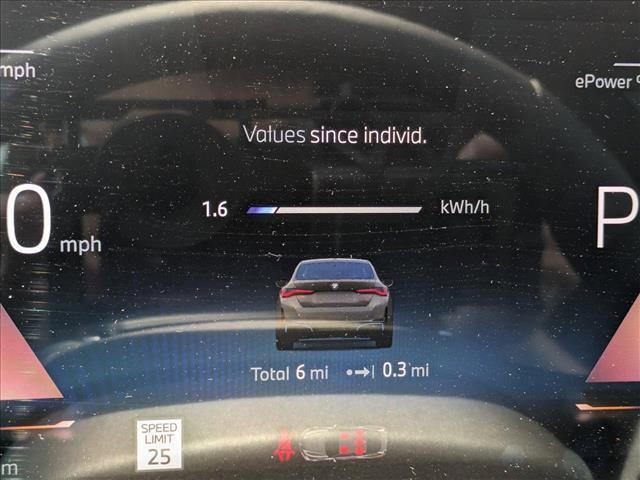 mph
ePower %
Values since individ.
1.6 kWh/h
0 mph
P
Total 6 mi 0.3 mi
SPEED
LIMIT
25
m